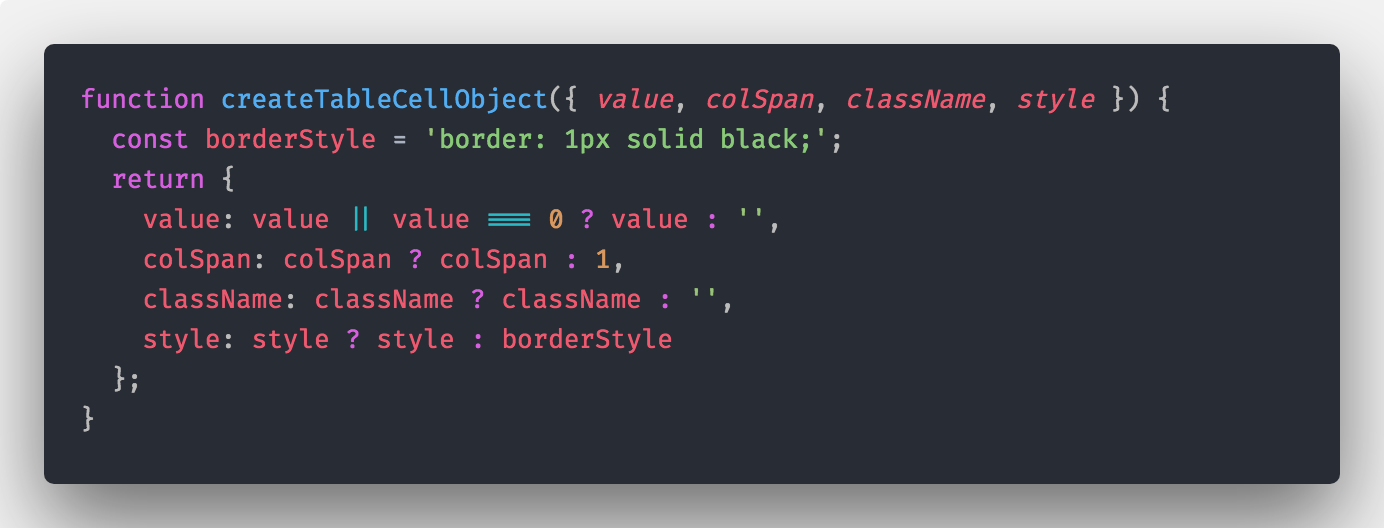 function createTableCellObject({ value, colSpan, className, style }) {
  const borderStyle = 'border: 1px solid black;';
  return {
    value: value || value === 0 ? value : '',
    colSpan: colSpan ? colSpan : 1,
    className: className ? className : '',
    style: style ? style : borderStyle
  };
}